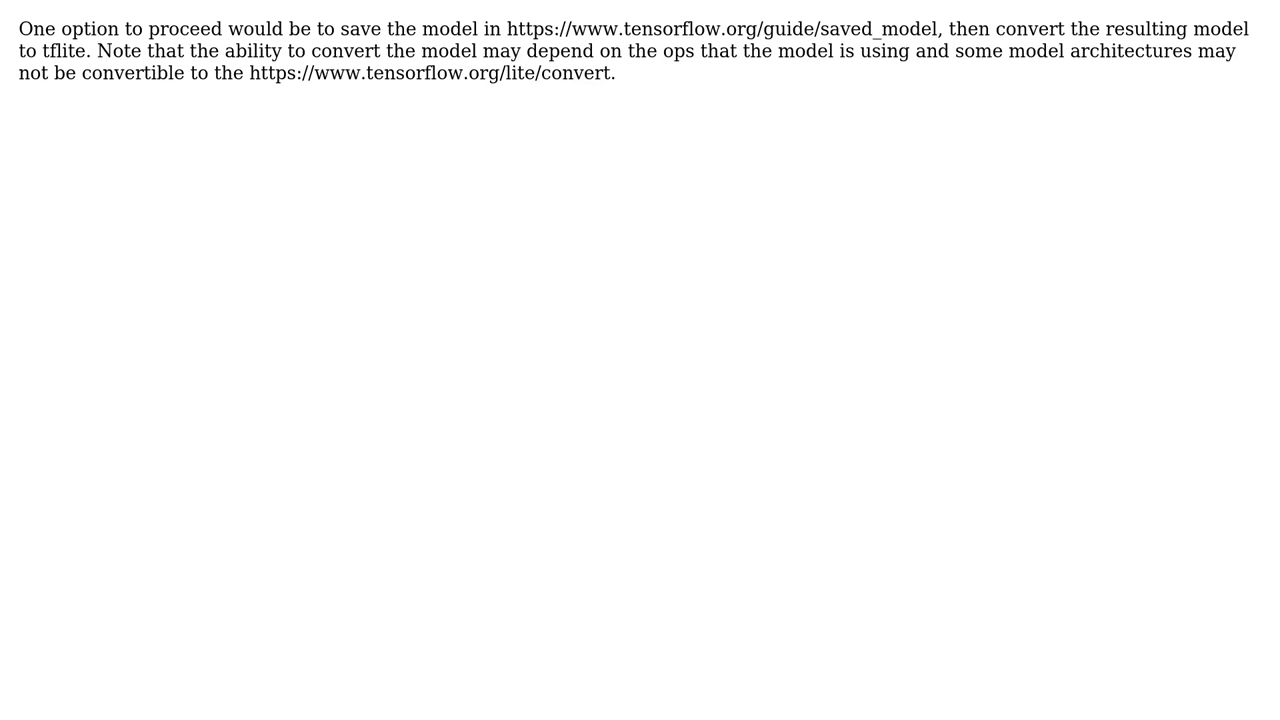 One option to proceed would be to save the model in https://www.tensorflow.org/guide/saved_model, then convert the resulting model
to tflite. Note that the ability to convert the model may depend on the ops that the model is using and some model architectures may
not be convertible to the https://www.tensorflow.org/lite/convert.